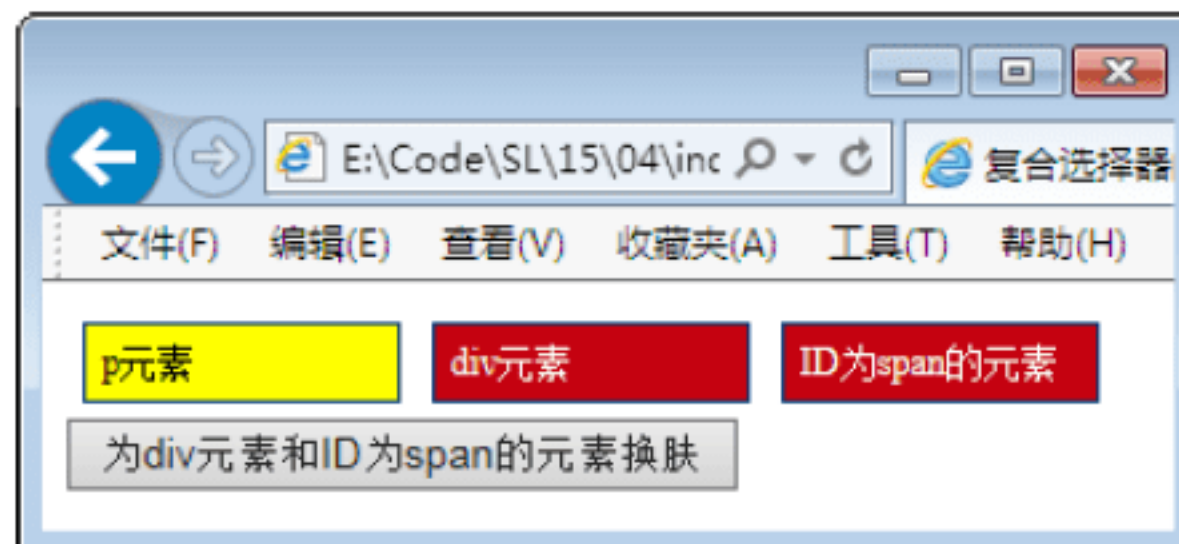 E:\Code\SL\15\04\inc
复合选择器
文件(F) 编辑(E) 查看(V) 收藏夹(A) 工具(T) 帮助(H)
p元素 div元素 ID为span的元素
为div元素和ID为span的元素换肤